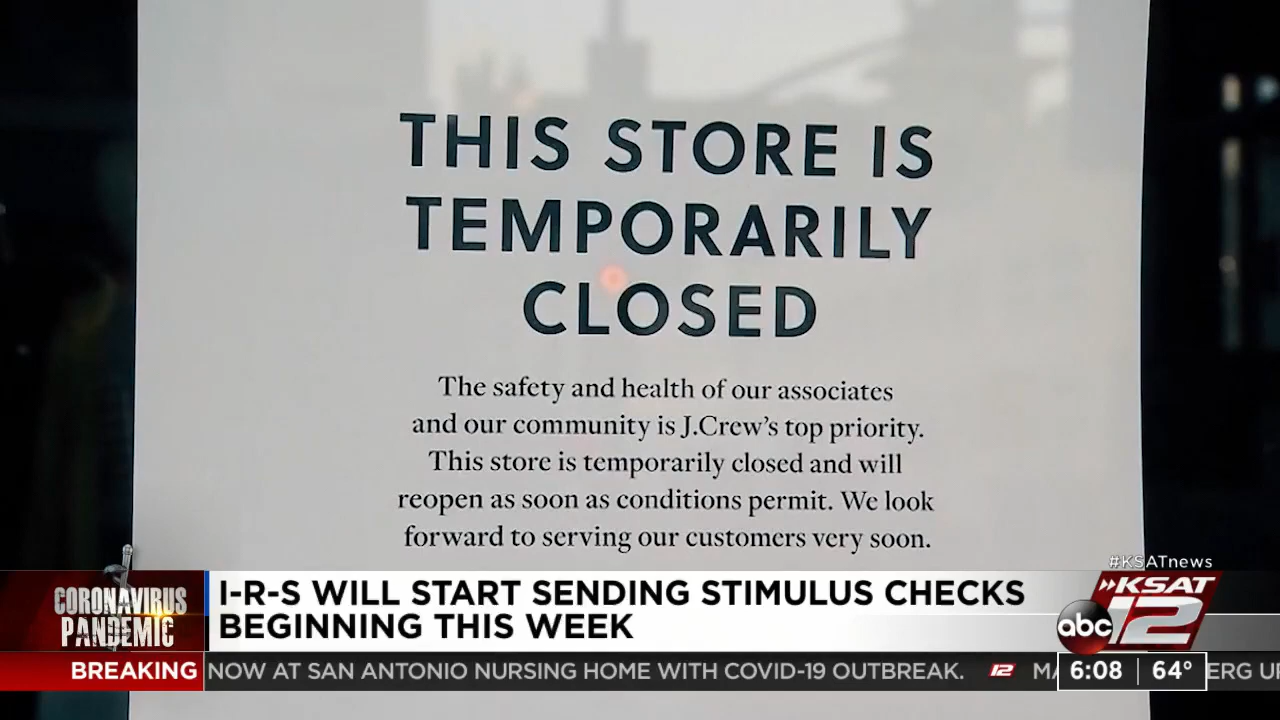 THIS STORE IS
TEMPORARILY
CLOSED
The safety and health of our associates
and our community is J.Crew's top priority.
This store is temporarily closed and will
reopen as soon as conditions permit. We look
forward to serving our customers very soon.
#KSATnews
CORONAVIRUS
PANDEMIC
I-R-S WILL START SENDING STIMULUS CHECKS
BEGINNING THIS WEEK
abc KSAT
12
BREAKING NOW AT SAN ANTONIO NURSING HOME WITH COVID-19 OUTBREAK. 12 6:08 64°